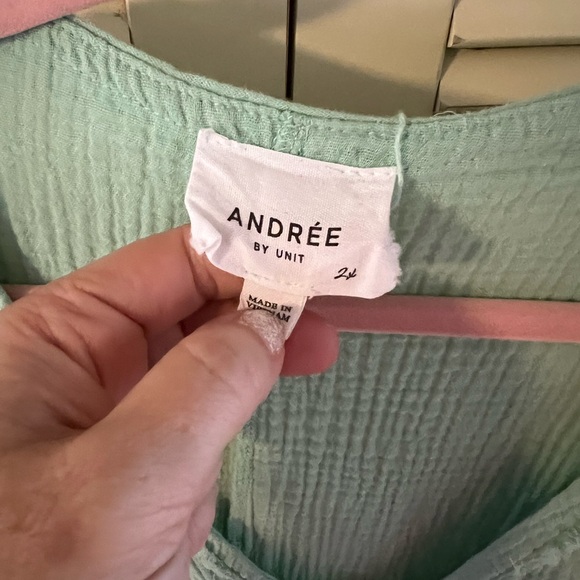 ANDRÉE
BY UNIT
2x
MADE IN
VIETNAM